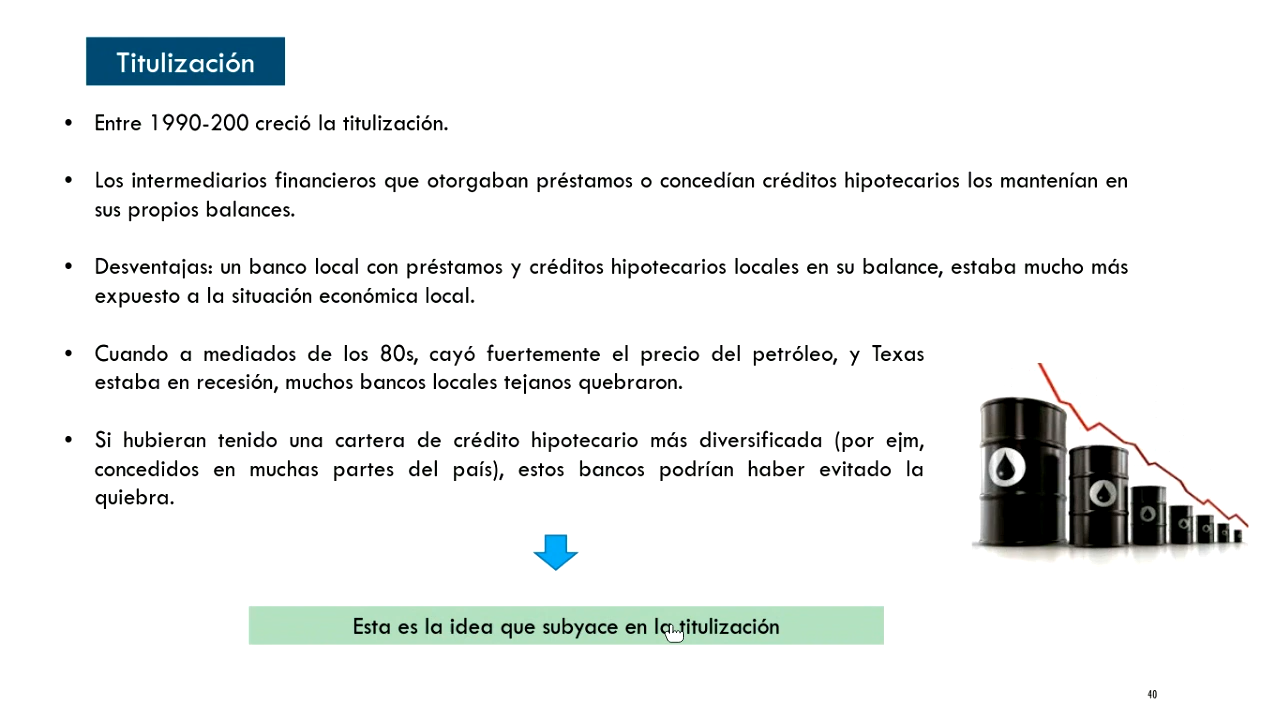 Titulización
• Entre 1990-200 creció la titulización.
• Los intermediarios financieros que otorgaban préstamos o concedían créditos hipotecarios los mantenían en
sus propios balances.
• Desventajas: un banco local con préstamos y créditos hipotecarios locales en su balance, estaba mucho más
expuesto a la situación económica local.
• Cuando a mediados de los 80s, cayó fuertemente el precio del petróleo, y Texas
estaba en recesión, muchos bancos locales tejanos quebraron.
• Si hubieran tenido una cartera de crédito hipotecario más diversificada (por ejm,
concedidos en muchas partes del país), estos bancos podrían haber evitado la
quiebra.
Esta es la idea que subyace en la titulización
40